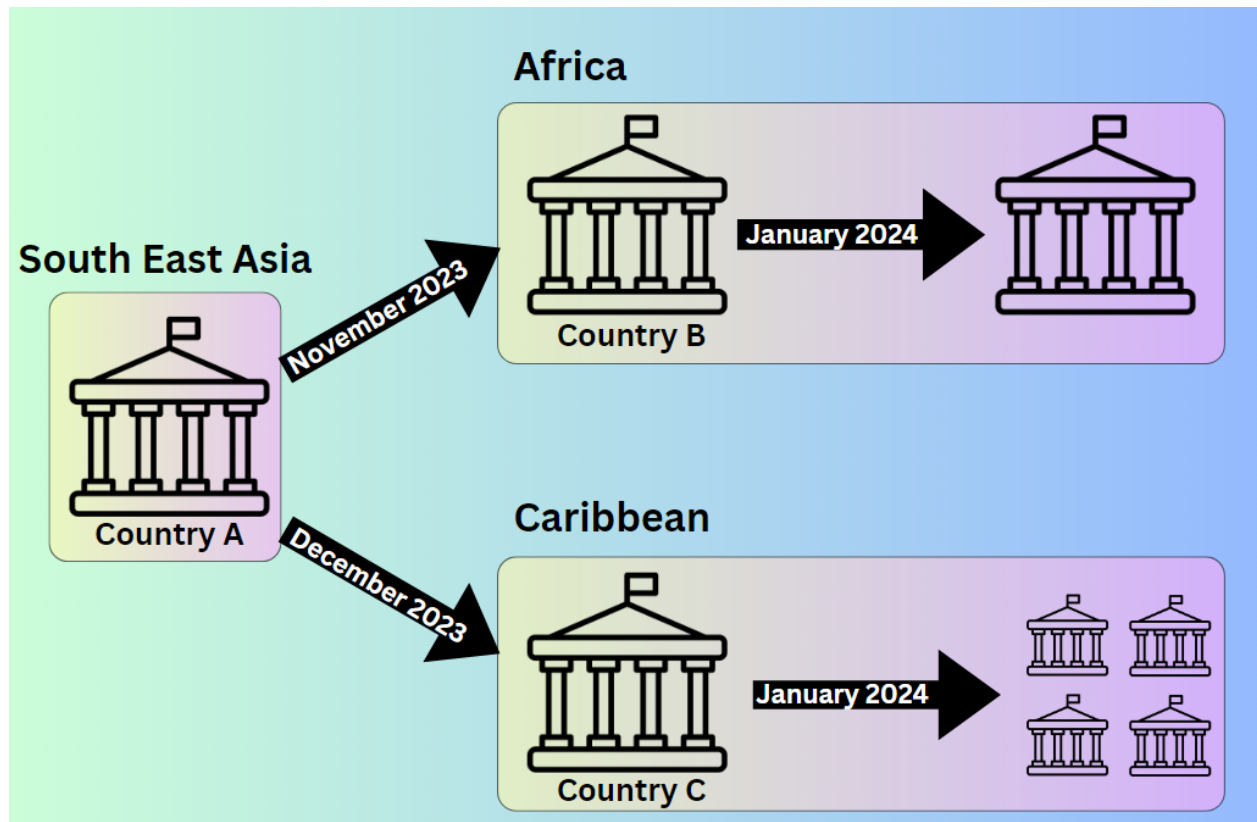 Africa
January 2024
South East Asia
November 2023
Country B
Country A
Caribbean
December 2023
January 2024
Country C